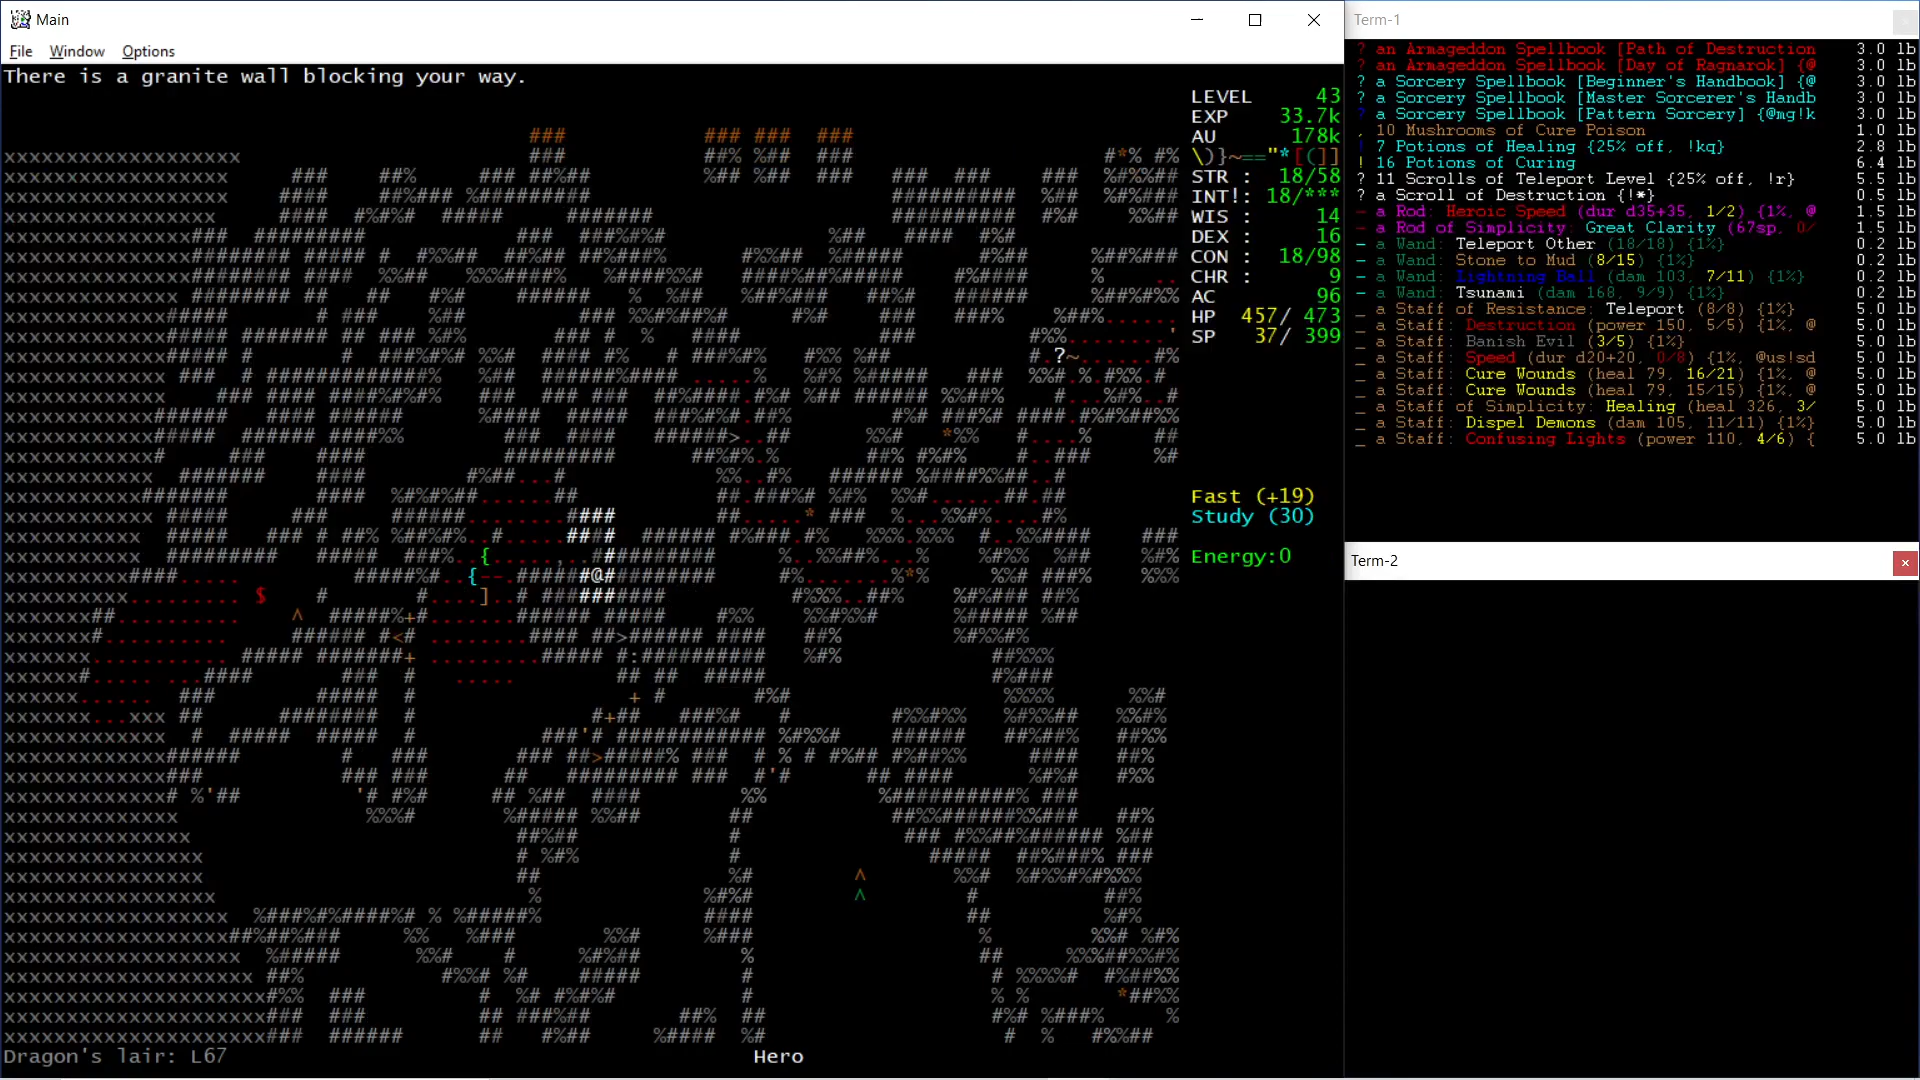 Main
File Window Options
There is a granite wall blocking your way.
LEVEL 43
EXP 33.7k
AU 178k
\)}~=="*[(]]
STR : 18/58
INT!: 18/***
WIS : 14
DEX : 16
CON : 18/98
CHR : 9
AC 96
HP 457/ 473
SP 37/ 399
Fast (+19)
Study (30)
Energy:0
Dragon's lair: L67
Hero
Term-1
? an Armageddon Spellbook [Path of Destruction 3.0 lb
? an Armageddon Spellbook [Day of Ragnarok] {@ 3.0 lb
? a Sorcery Spellbook [Beginner's Handbook] {@ 3.0 lb
? a Sorcery Spellbook [Master Sorcerer's Handb 3.0 lb
? a Sorcery Spellbook [Pattern Sorcery] {@mg!k 3.0 lb
, 10 Mushrooms of Cure Poison 1.0 lb
! 7 Potions of Healing {25% off, !kq} 2.8 lb
! 16 Potions of Curing 6.4 lb
? 11 Scrolls of Teleport Level {25% off, !r} 5.5 lb
? a Scroll of Destruction {!*} 0.5 lb
- a Rod: Heroic Speed (dur d35+35, 1/2) {1%, @ 1.5 lb
- a Rod of Simplicity: Great Clarity (67sp, 0/ 1.5 lb
- a Wand: Teleport Other (18/18) {1%} 0.2 lb
- a Wand: Stone to Mud (8/15) {1%} 0.2 lb
- a Wand: Lightning Ball (dam 103, 7/11) {1%} 0.2 lb
- a Wand: Tsunami (dam 168, 9/9) {1%} 0.2 lb
_ a Staff of Resistance: Teleport (8/8) {1%} 5.0 lb
_ a Staff: Destruction (power 150, 5/5) {1%, @ 5.0 lb
_ a Staff: Banish Evil (3/5) {1%} 5.0 lb
_ a Staff: Speed (dur d20+20, 0/8) {1%, @us!sd 5.0 lb
_ a Staff: Cure Wounds (heal 79, 16/21) {1%, @ 5.0 lb
_ a Staff: Cure Wounds (heal 79, 15/15) {1%, @ 5.0 lb
_ a Staff of Simplicity: Healing (heal 326, 3/ 5.0 lb
_ a Staff: Dispel Demons (dam 105, 11/11) {1%} 5.0 lb
_ a Staff: Confusing Lights (power 110, 4/6) { 5.0 lb
Term-2